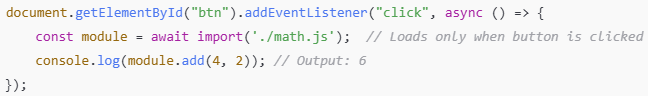 document.getElementById("btn").addEventListener("click", async () => {
    const module = await import('./math.js');  // Loads only when button is clicked
    console.log(module.add(4, 2)); // Output: 6
});